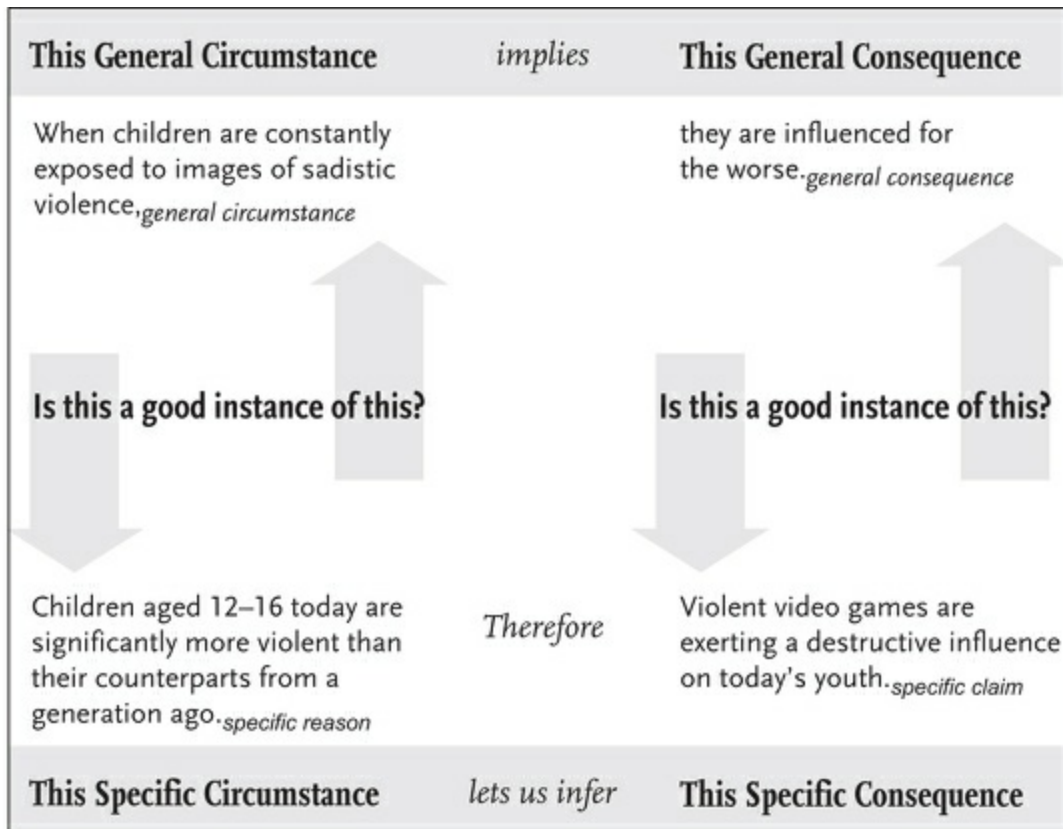 This General Circumstance implies This General Consequence
When children are constantly
exposed to images of sadistic
violence,general circumstance
they are influenced for
the worse.general consequence
Is this a good instance of this?
Is this a good instance of this?
Children aged 12–16 today are
significantly more violent than
their counterparts from a
generation ago.specific reason
Therefore
Violent video games are
exerting a destructive influence
on today's youth.specific claim
This Specific Circumstance lets us infer This Specific Consequence